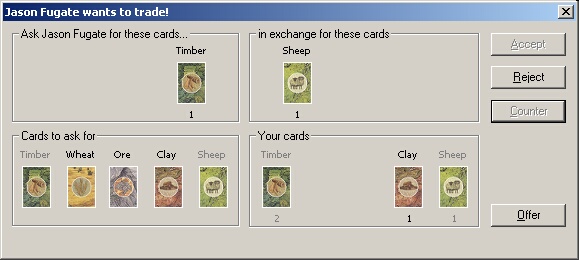 Jason Fugate wants to trade!
Ask Jason Fugate for these cards...
Timber
1
in exchange for these cards
Sheep
1
Accept
Reject
Counter
Cards to ask for
Timber Wheat Ore Clay Sheep
Your cards
Timber Clay Sheep
2 1 1
Offer